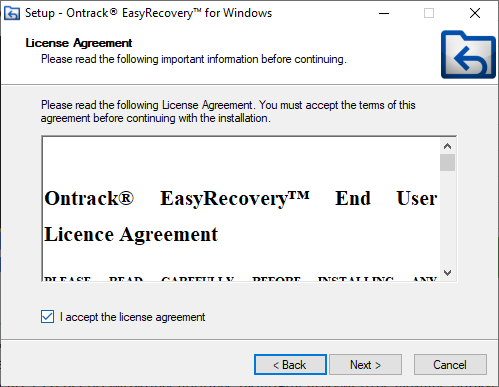 Setup - Ontrack® EasyRecovery™ for Windows
License Agreement
Please read the following important information before continuing.
Please read the following License Agreement. You must accept the terms of this
agreement before continuing with the installation.
Ontrack® EasyRecovery™ End User
Licence Agreement
PLEASE READ CAREFULLY BEFORE INSTALLING ANY
I accept the license agreement
< Back
Next >
Cancel